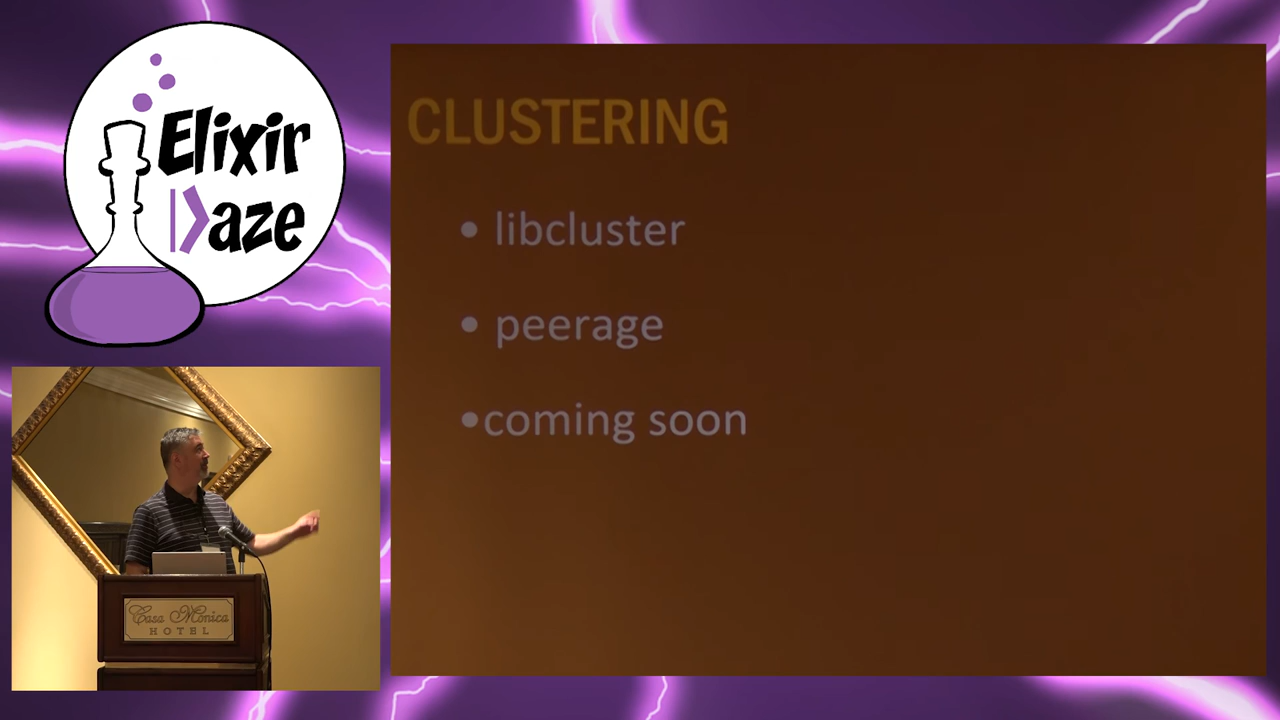 Elixir
|>aze
CLUSTERING
• libcluster
• peerage
•coming soon
Casa Monica
HOTEL